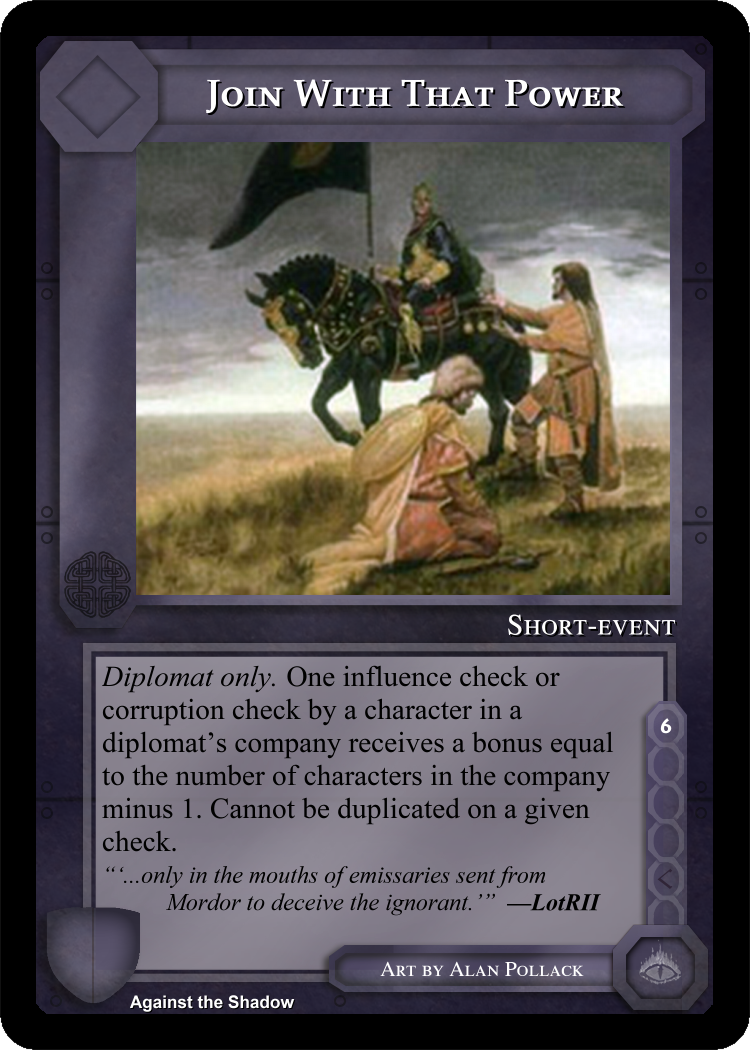 Join With That Power
Short-event
Diplomat only. One influence check or
corruption check by a character in a
diplomat’s company receives a bonus equal
to the number of characters in the company
minus 1. Cannot be duplicated on a given
check.
“‘...only in the mouths of emissaries sent from
Mordor to deceive the ignorant.’” —LotRII
6
Art by Alan Pollack
Against the Shadow